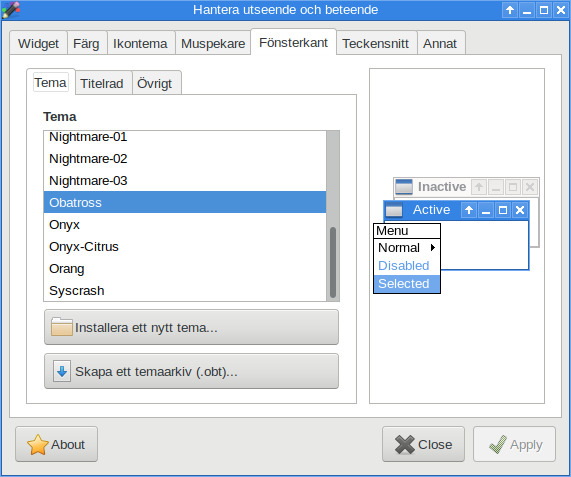 Hantera utseende och beteende
Widget Färg Ikontema Muspekare Fönsterkant Teckensnitt Annat
Tema Titelrad Övrigt
Tema
Nightmare-01
Nightmare-02
Nightmare-03
Obatross
Onyx
Onyx-Citrus
Orang
Syscrash
Installera ett nytt tema...
Skapa ett temaarkiv (.obt)...
Inactive
Active
Menu
Normal
Disabled
Selected
About Close Apply